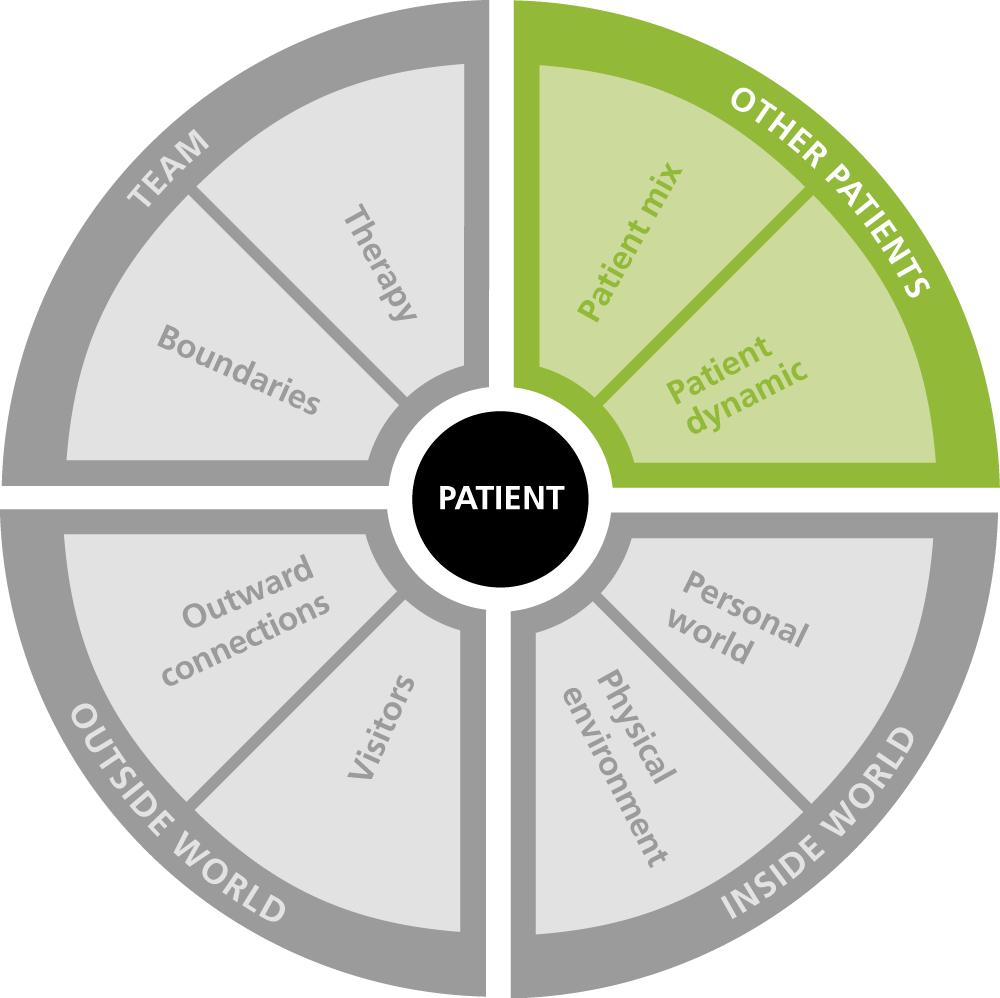 TEAM
Therapy
Boundaries
OTHER PATIENTS
Patient mix
Patient
dynamic
PATIENT
OUTSIDE WORLD
Outward
connections
Visitors
INSIDE WORLD
Personal
world
Physical
environment